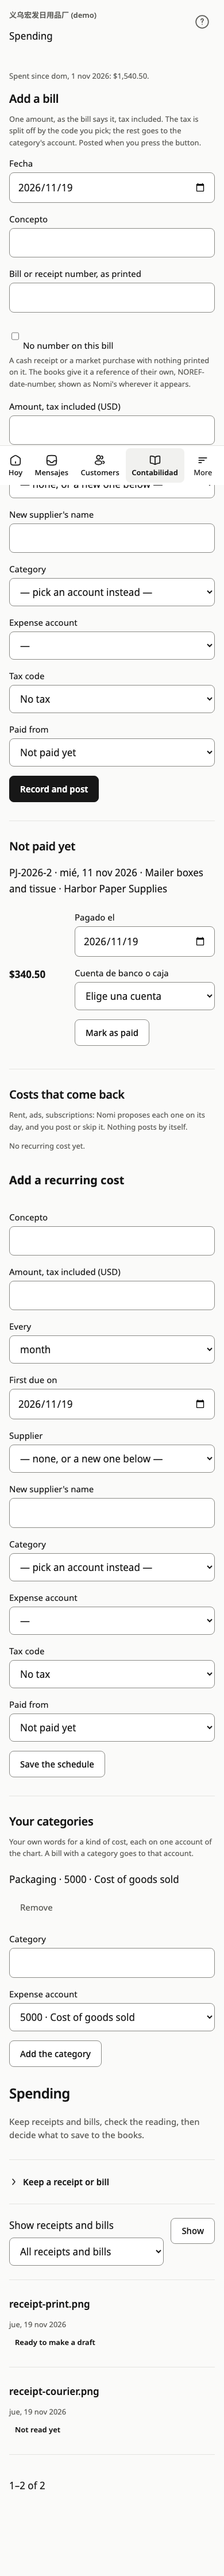 义乌宏发日用品厂 (demo)
Spending
Spent since dom, 1 nov 2026: $1,540.50.
Add a bill
One amount, as the bill says it, tax included. The tax is
split off by the code you pick; the rest goes to the
category's account. Posted when you press the button.
Fecha
2026/11/19
Concepto
Bill or receipt number, as printed
No number on this bill
A cash receipt or a market purchase with nothing printed
on it. The books give it a reference of their own, NOREF-
date-number, shown as Nomi's wherever it appears.
Amount, tax included (USD)
Hoy
Mensajes
Customers
Contabilidad
More
— none, or a new one below —
New supplier's name
Category
— pick an account instead —
Expense account
—
Tax code
No tax
Paid from
Not paid yet
Record and post
Not paid yet
PJ-2026-2 · mié, 11 nov 2026 · Mailer boxes
and tissue · Harbor Paper Supplies
Pagado el
2026/11/19
$340.50
Cuenta de banco o caja
Elige una cuenta
Mark as paid
Costs that come back
Rent, ads, subscriptions: Nomi proposes each one on its
day, and you post or skip it. Nothing posts by itself.
No recurring cost yet.
Add a recurring cost
Concepto
Amount, tax included (USD)
Every
month
First due on
2026/11/19
Supplier
— none, or a new one below —
New supplier's name
Category
— pick an account instead —
Expense account
—
Tax code
No tax
Paid from
Not paid yet
Save the schedule
Your categories
Your own words for a kind of cost, each on one account of
the chart. A bill with a category goes to that account.
Packaging · 5000 · Cost of goods sold
Remove
Category
Expense account
5000 · Cost of goods sold
Add the category
Spending
Keep receipts and bills, check the reading, then
decide what to save to the books.
Keep a receipt or bill
Show receipts and bills
All receipts and bills
Show
receipt-print.png
jue, 19 nov 2026
Ready to make a draft
receipt-courier.png
jue, 19 nov 2026
Not read yet
1–2 of 2